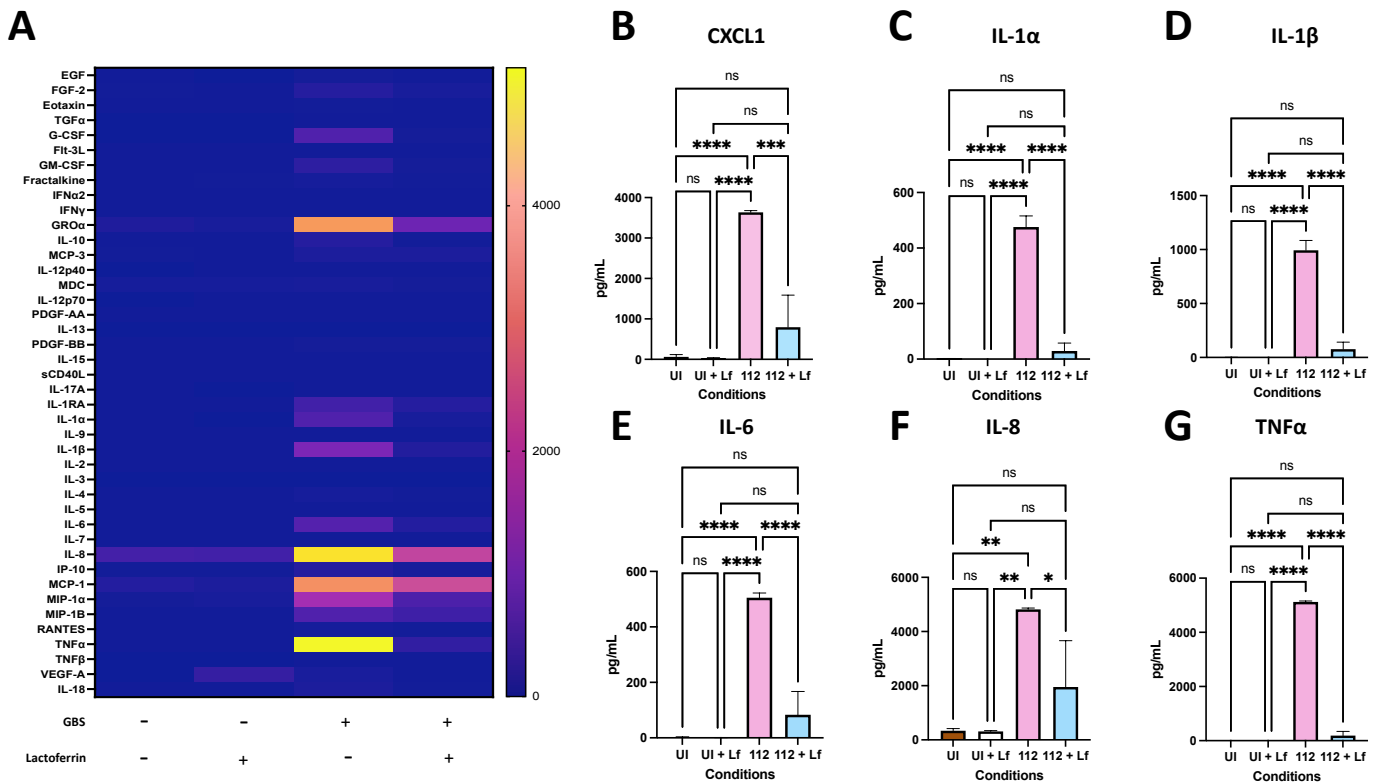 A
EGF
FGF-2
Eotaxin
TGFα
G-CSF
Flt-3L
GM-CSF
Fractalkine
IFNα2
IFNγ
GROα
IL-10
MCP-3
IL-12p40
MDC
IL-12p70
PDGF-AA
IL-13
PDGF-BB
IL-15
sCD40L
IL-17A
IL-1RA
IL-1α
IL-9
IL-1β
IL-2
IL-3
IL-4
IL-5
IL-6
IL-7
IL-8
IP-10
MCP-1
MIP-1α
MIP-1B
RANTES
TNFα
TNFβ
VEGF-A
IL-18
4000
2000
0
GBS - - + +
Lactoferrin - + - +
B
CXCL1
ns
ns
**** ***
ns ****
4000
3000
2000
1000
0
pg/mL
UI UI + Lf 112 112 + Lf
Conditions
C
IL-1α
ns
ns
**** ****
ns ****
600
400
200
0
pg/mL
UI UI + Lf 112 112 + Lf
Conditions
D
IL-1β
ns
ns
**** ****
ns ****
1500
1000
500
0
pg/mL
UI UI + Lf 112 112 + Lf
Conditions
E
IL-6
ns
ns
**** ****
ns ****
600
400
200
0
pg/mL
UI UI + Lf 112 112 + Lf
Conditions
F
IL-8
ns
ns
**
ns ** *
6000
4000
2000
0
pg/mL
UI UI + Lf 112 112 + Lf
Conditions
G
TNFα
ns
ns
**** ****
ns ****
6000
4000
2000
0
pg/mL
UI UI + Lf 112 112 + Lf
Conditions